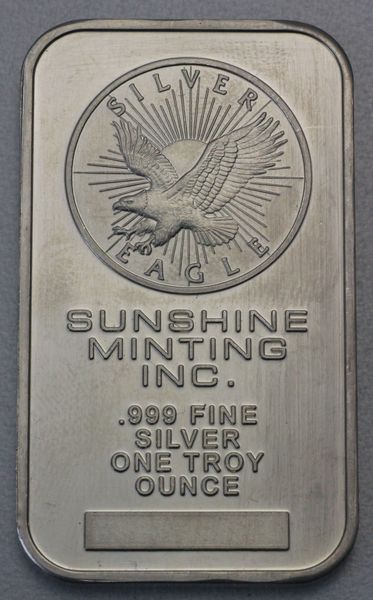 SILVER
EAGLE
SUNSHINE
MINTING
INC.
.999 FINE
SILVER
ONE TROY
OUNCE